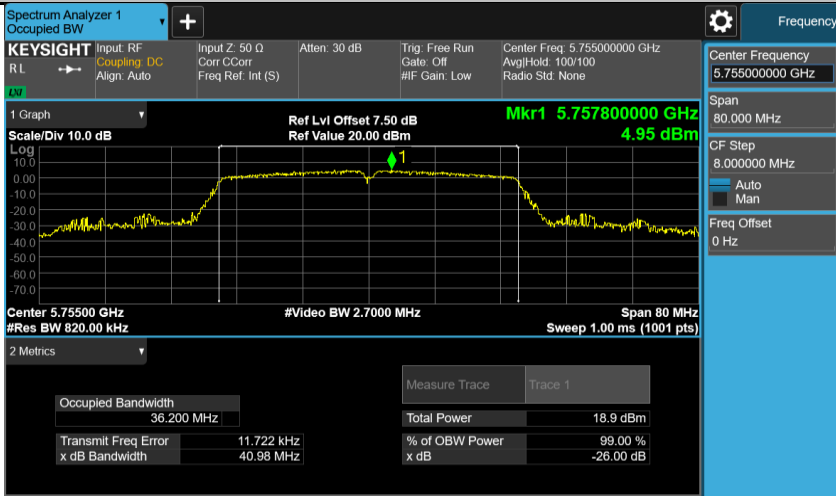 Spectrum Analyzer 1
Occupied BW
+
Frequency
KEYSIGHT
R L
LXI
Input: RF
Coupling: DC
Align: Auto
Input Z: 50 Ω
Corr CCorr
Freq Ref: Int (S)
Atten: 30 dB
Trig: Free Run
Gate: Off
#IF Gain: Low
Center Freq: 5.755000000 GHz
Avg|Hold: 100/100
Radio Std: None
Center Frequency
5.755000000 GHz
Span
80.000 MHz
CF Step
8.000000 MHz
Auto
Man
Freq Offset
0 Hz
1 Graph
Scale/Div 10.0 dB
Ref Lvl Offset 7.50 dB
Ref Value 20.00 dBm
Mkr1 5.757800000 GHz
4.95 dBm
Log
10.0
0.00
-10.0
-20.0
-30.0
-40.0
-50.0
-60.0
-70.0
1
Center 5.75500 GHz
#Res BW 820.00 kHz
#Video BW 2.7000 MHz
Span 80 MHz
Sweep 1.00 ms (1001 pts)
2 Metrics
Occupied Bandwidth
36.200 MHz
Transmit Freq Error 11.722 kHz
x dB Bandwidth 40.98 MHz
Measure Trace Trace 1
Total Power 18.9 dBm
% of OBW Power 99.00 %
x dB -26.00 dB